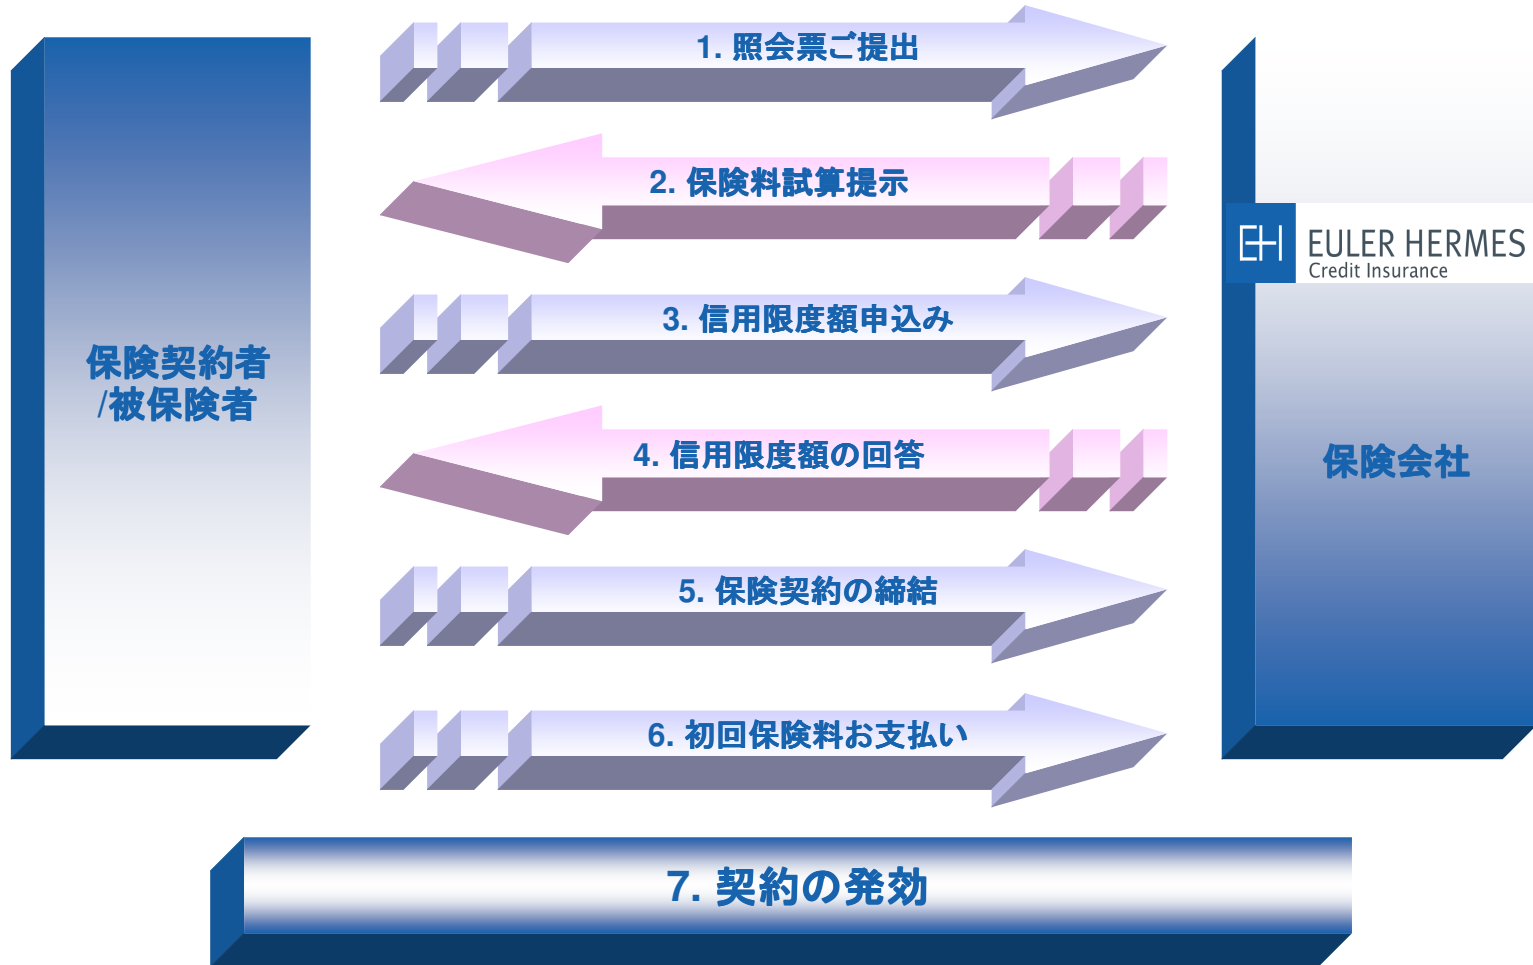 1. 照会票ご提出
2. 保険料試算提示
EULER HERMES
Credit Insurance
3. 信用限度額申込み
保険契約者
/被保険者
4. 信用限度額の回答
保険会社
5. 保険契約の締結
6. 初回保険料お支払い
7. 契約の発効